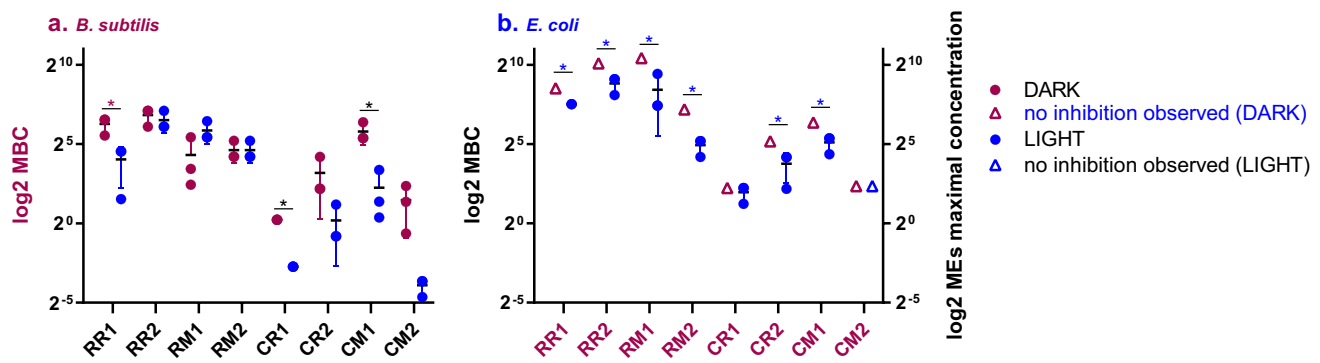 a. B. subtilis
log2 MBC
2^10
2^5
2^0
2^-5
*
*
*
RR1
RR2
RM1
RM2
CR1
CR2
CM1
CM2
b. E. coli
log2 MBC
2^10
2^5
2^0
2^-5
*
*
*
*
*
*
RR1
RR2
RM1
RM2
CR1
CR2
CM1
CM2
2^10
2^5
2^0
2^-5
log2 MEs maximal concentration
DARK
no inhibition observed (DARK)
LIGHT
no inhibition observed (LIGHT)